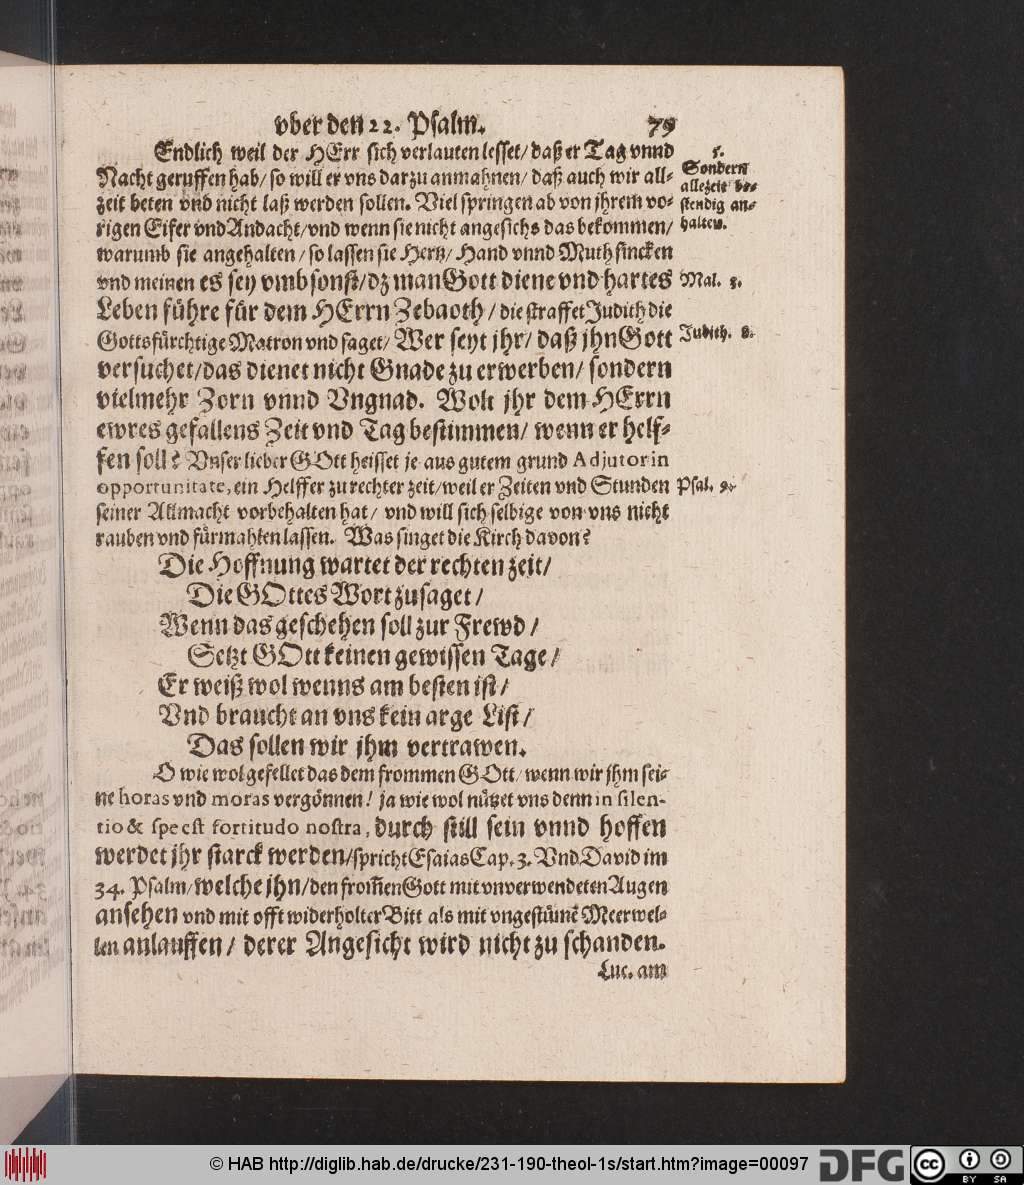 vber den 22. Psalm. 79
Endlich weil der HErr sich verlauten lesset/ daß er Tag vnnd
Nacht geruffen hab/ so will er vns darzu anmahnen/ daß auch wir all-
zeit beten vnd nicht laß werden sollen. Viel springen ab von jhrem vo-
rigen Eifer vnd Andacht/ vnd wenn sie nicht angesichs das bekommen/
warumb sie angehalten/ so lassen sie Hertz/ Hand vnnd Muth sincken
vnd meinen es sey vmb sonst/ dz man Gott diene vnd hartes
Leben führe für dem HErrn Zebaoth/ die straffet Judith die
Gottsfürchtige Matron vnd saget/ Wer seyt jhr/ daß jhn Gott
versuchet/ das dienet nicht Gnade zu erwerben/ sondern
vielmehr Zorn vnnd Vngnad. Wolt jhr dem HErrn
ewres gefallens Zeit vnd Tag bestimmen/ wenn er helf-
fen soll? Vnser lieber GOtt heisset je aus gutem grund Adjutor in
opportunitate, ein Helffer zu rechter zeit/ weil er Zeiten vnd Stunden
seiner Allmacht vorbehalten hat/ vnd will sich selbige von vns nicht
rauben vnd fürmahlen lassen. Was singet die Kirch davon?
Die Hoffnung wartet der rechten zeit/
Die GOttes Wort zusaget/
Wenn das geschehen soll zur Frewd/
Setzt GOtt keinen gewissen Tage/
Er weiß wol wenns am besten ist/
Vnd braucht an vns kein arge List/
Das sollen wir jhm vertrawen.
O wie wol gefellet das dem frommen GOtt/ wenn wir jhm sei-
ne horas vnd moras vergönnen! ja wie wol nützet vns denn in silen-
tio & spe est fortitudo nostra, durch still sein vnnd hoffen
werdet jhr starck werden/ spricht Esaias Cap. 3. Vnd David im
34. Psalm/ welche jhn/ den from̃en Gott mit vnverwendeten Augen
ansehen vnd mit offt widerholter Bitt als mit vngestümẽ Meerwel-
len anlauffen/ derer Angesicht wird nicht zu schanden.
Luc. am
5.
Sondern
allezeit be-
stendig an-
halten.
Mal. 3.
Judith. 8.
Psal. 9.
© HAB http://diglib.hab.de/drucke/231-190-theol-1s/start.htm?image=00097
DFG
cc
BY SA